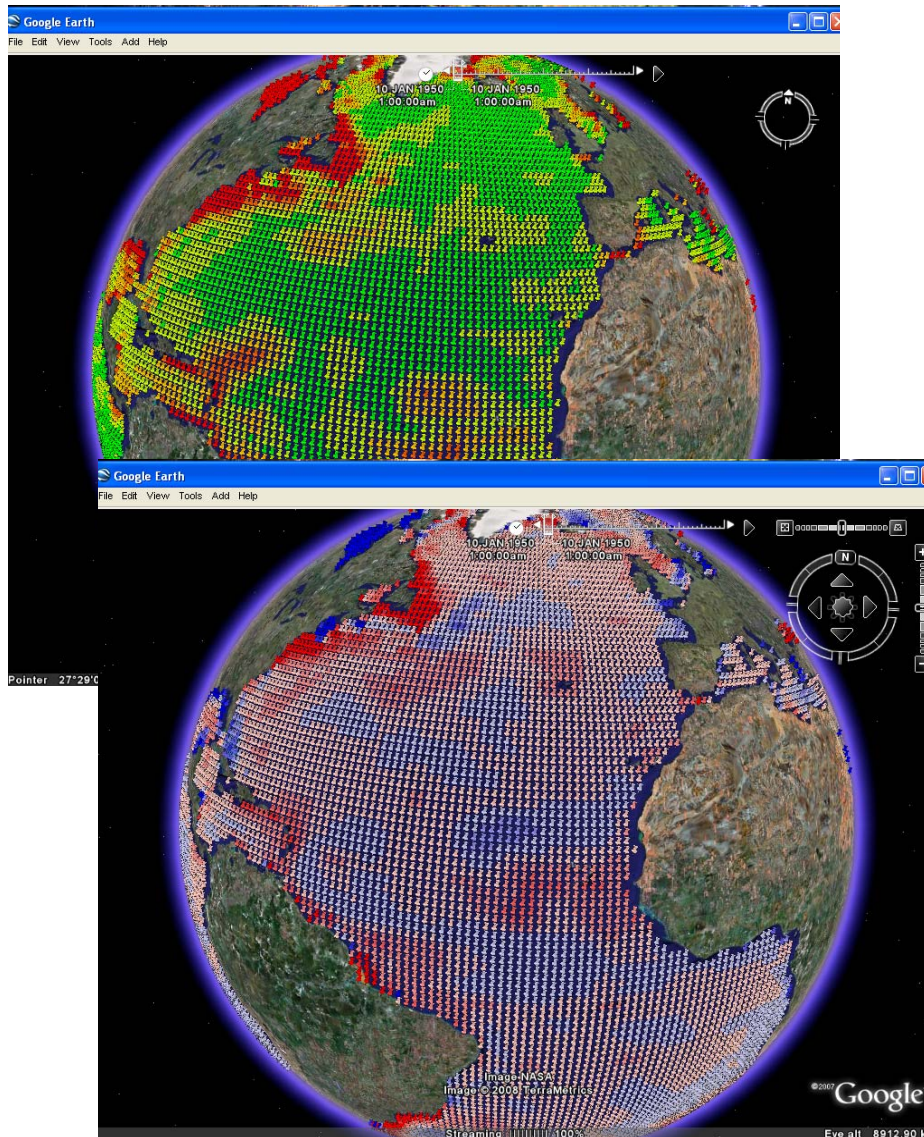 Google Earth
File Edit View Tools Add Help
10 JAN 1950 10 JAN 1950
1:00:00am 1:00:00am
N
Pointer 27°29'0
Google Earth
File Edit View Tools Add Help
10 JAN 1950 10 JAN 1950
1:00:00am 1:00:00am
N
Image NASA
Image © 2008 TerraMetrics
©2007 Google
Streaming |||||||||| 100%
Eye alt 8912.90